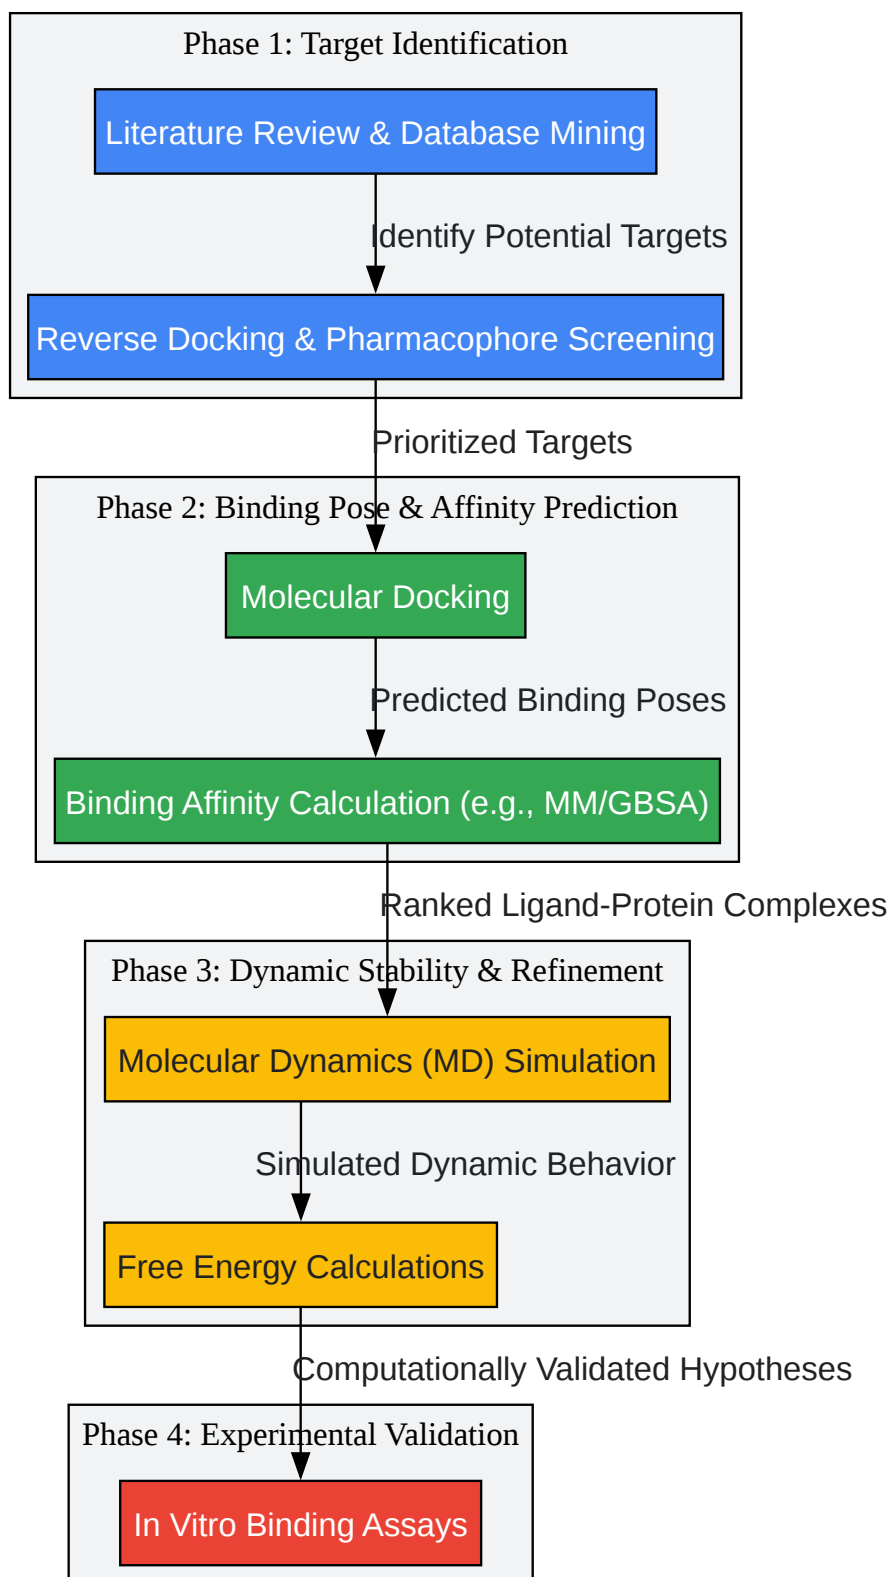 Phase 1: Target Identification
Literature Review & Database Mining
Identify Potential Targets
Reverse Docking & Pharmacophore Screening
Prioritized Targets
Phase 2: Binding Pose & Affinity Prediction
Molecular Docking
Predicted Binding Poses
Binding Affinity Calculation (e.g., MM/GBSA)
Ranked Ligand-Protein Complexes
Phase 3: Dynamic Stability & Refinement
Molecular Dynamics (MD) Simulation
Simulated Dynamic Behavior
Free Energy Calculations
Computationally Validated Hypotheses
Phase 4: Experimental Validation
In Vitro Binding Assays